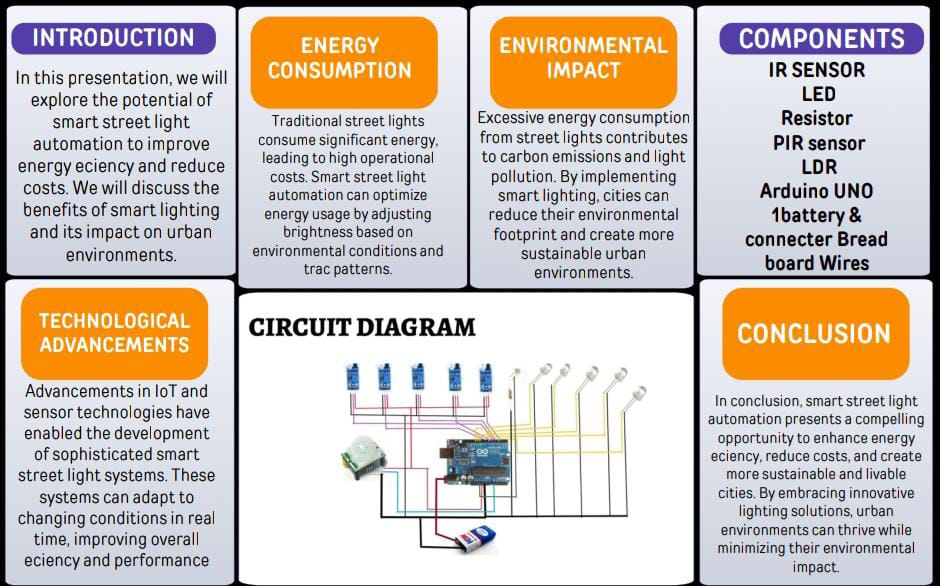 INTRODUCTION
In this presentation, we will
explore the potential of
smart street light
automation to improve
energy eciency and reduce
costs. We will discuss the
benefits of smart lighting
and its impact on urban
environments.
ENERGY
CONSUMPTION
Traditional street lights
consume significant energy,
leading to high operational
costs. Smart street light
automation can optimize
energy usage by adjusting
brightness based on
environmental conditions and
trac patterns.
ENVIRONMENTAL
IMPACT
Excessive energy consumption
from street lights contributes
to carbon emissions and light
pollution. By implementing
smart lighting, cities can
reduce their environmental
footprint and create more
sustainable urban
environments.
COMPONENTS
IR SENSOR
LED
Resistor
PIR sensor
LDR
Arduino UNO
1battery &
connecter Bread
board Wires
TECHNOLOGICAL
ADVANCEMENTS
Advancements in IoT and
sensor technologies have
enabled the development
of sophisticated smart
street light systems. These
systems can adapt to
changing conditions in real
time, improving overall
eciency and performance
CIRCUIT DIAGRAM
ARDUINO
CONCLUSION
In conclusion, smart street light
automation presents a compelling
opportunity to enhance energy
eciency, reduce costs, and create
more sustainable and livable
cities. By embracing innovative
lighting solutions, urban
environments can thrive while
minimizing their environmental
impact.